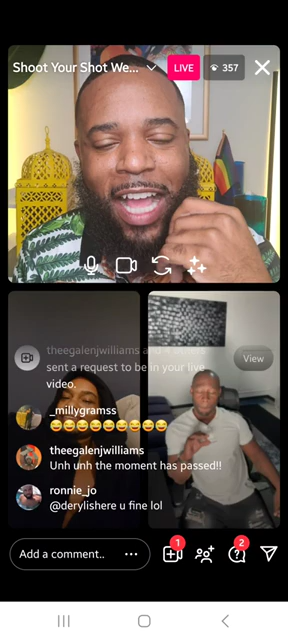 Shoot Your Shot We...
LIVE
357
theegalenjwilliams and
sent a request to be in your live
video.
View
_millygramss
😂😂😂😂😂😂😂😂😂😂
theegalenjwilliams
Unh unh the moment has passed!!
ronnie_jo
@derylishere u fine lol
Add a comment..
1
2